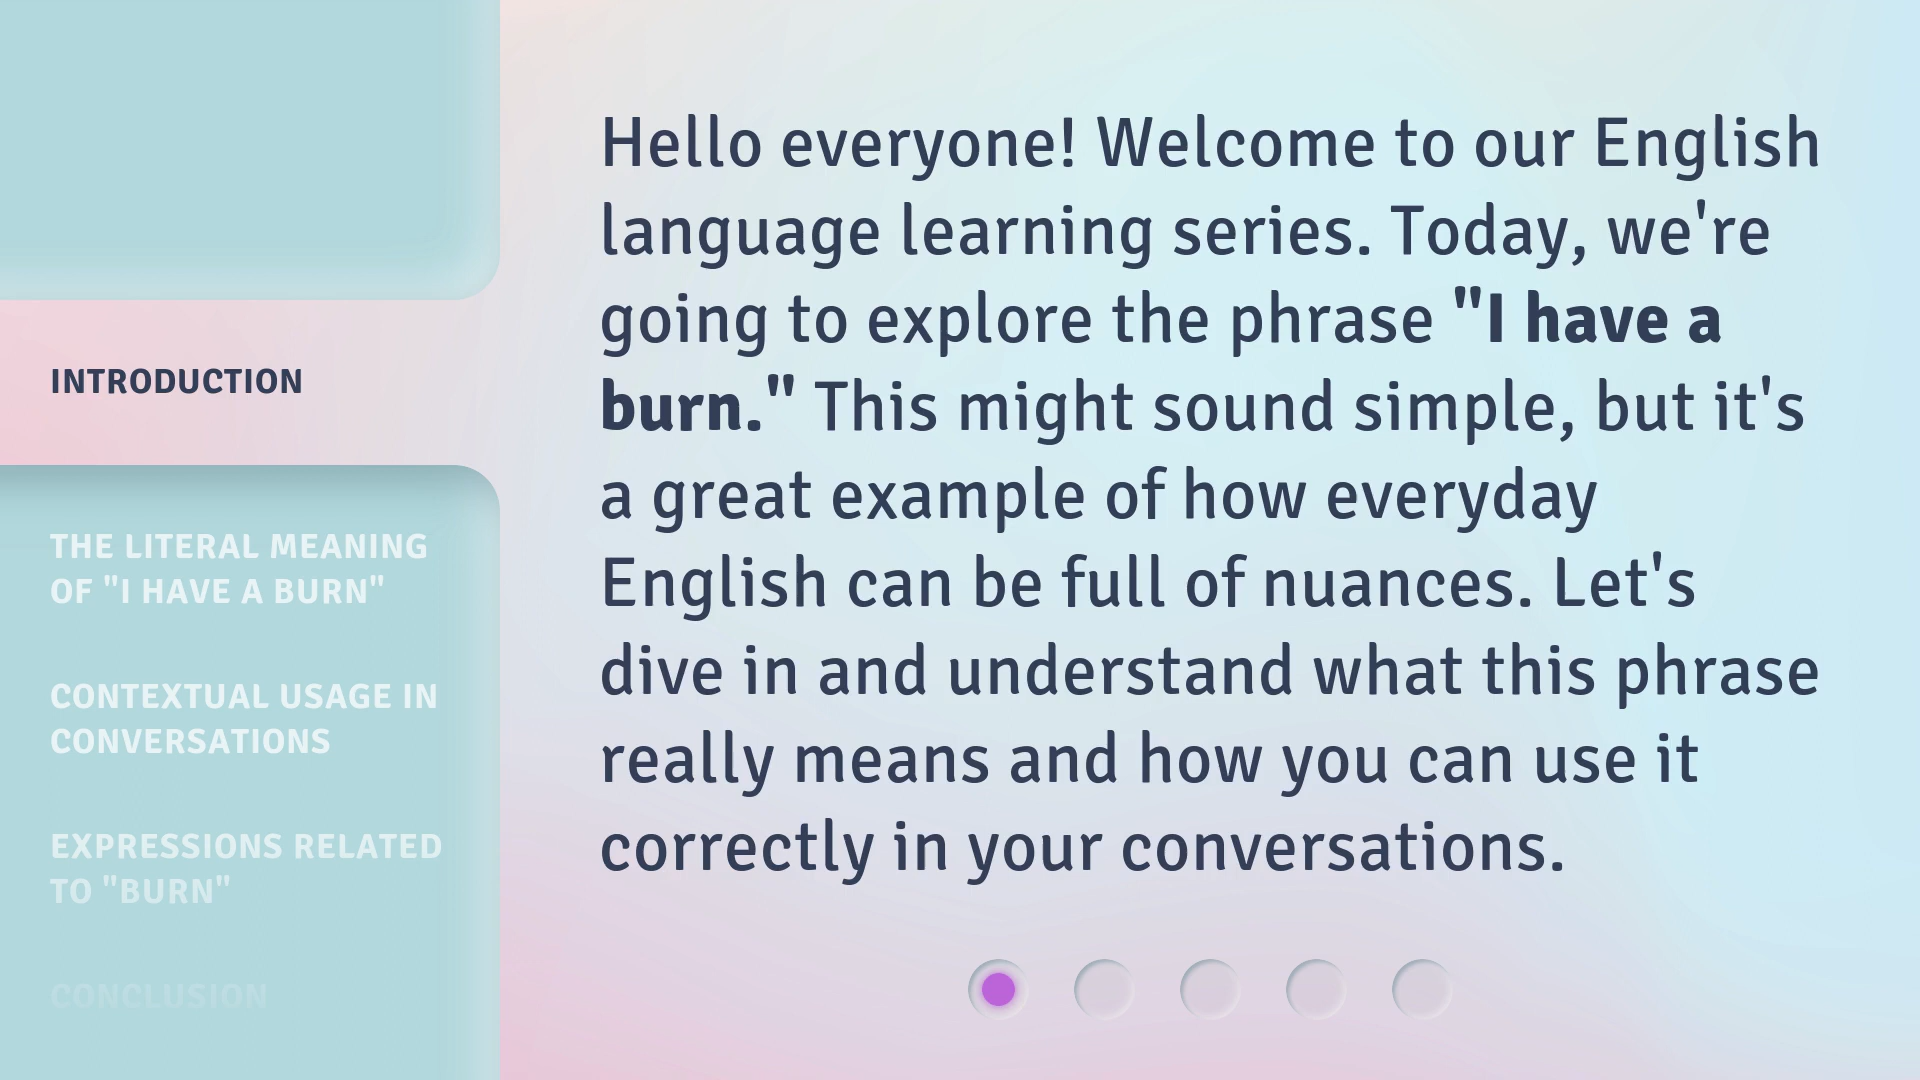 INTRODUCTION
THE LITERAL MEANING
OF "I HAVE A BURN"
CONTEXTUAL USAGE IN
CONVERSATIONS
EXPRESSIONS RELATED
TO "BURN"
CONCLUSION
Hello everyone! Welcome to our English
language learning series. Today, we're
going to explore the phrase "I have a
burn." This might sound simple, but it's
a great example of how everyday
English can be full of nuances. Let's
dive in and understand what this phrase
really means and how you can use it
correctly in your conversations.